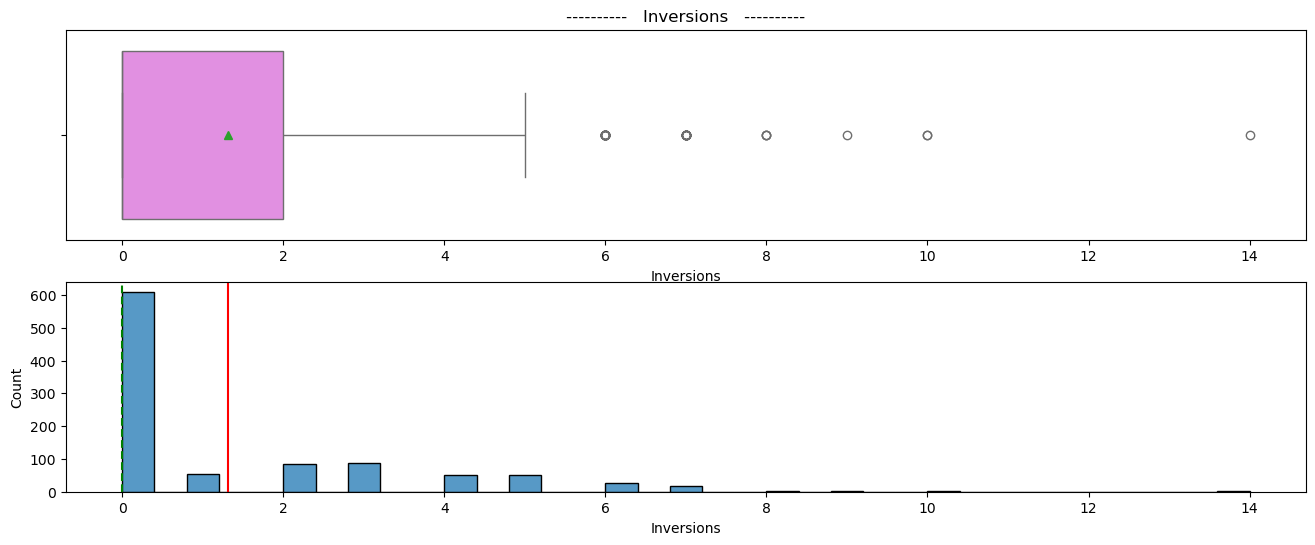 ----------   Inversions   ----------
0 2 4 6 8 10 12 14
Inversions
600
500
400
300
200
100
0
Count
0 2 4 6 8 10 12 14
Inversions